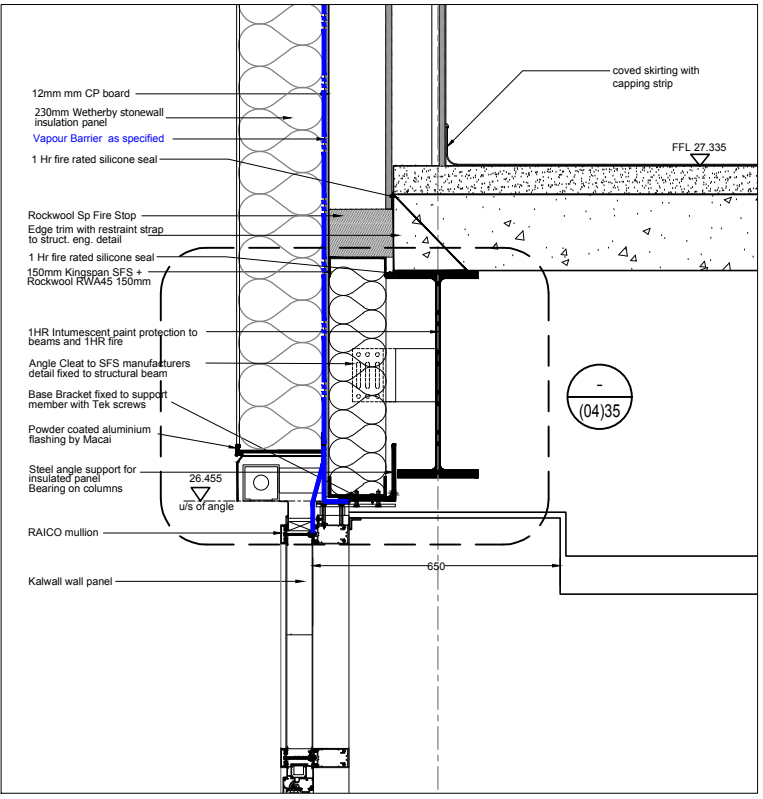 12mm mm CP board
230mm Wetherby stonewall
insulation panel
Vapour Barrier as specified
1 Hr fire rated silicone seal
Rockwool Sp Fire Stop
Edge trim with restraint strap
to struct. eng. detail
1 Hr fire rated silicone seal
150mm Kingspan SFS +
Rockwool RWA45 150mm
1HR Intumescent paint protection to
beams and 1HR fire
Angle Cleat to SFS manufacturers
detail fixed to structural beam
Base Bracket fixed to support
member with Tek screws
Powder coated aluminium
flashing by Macai
Steel angle support for
insulated panel
Bearing on columns
26.455
u/s of angle
RAICO mullion
Kalwall wall panel
650
coved skirting with
capping strip
FFL 27.335
-
(04)35